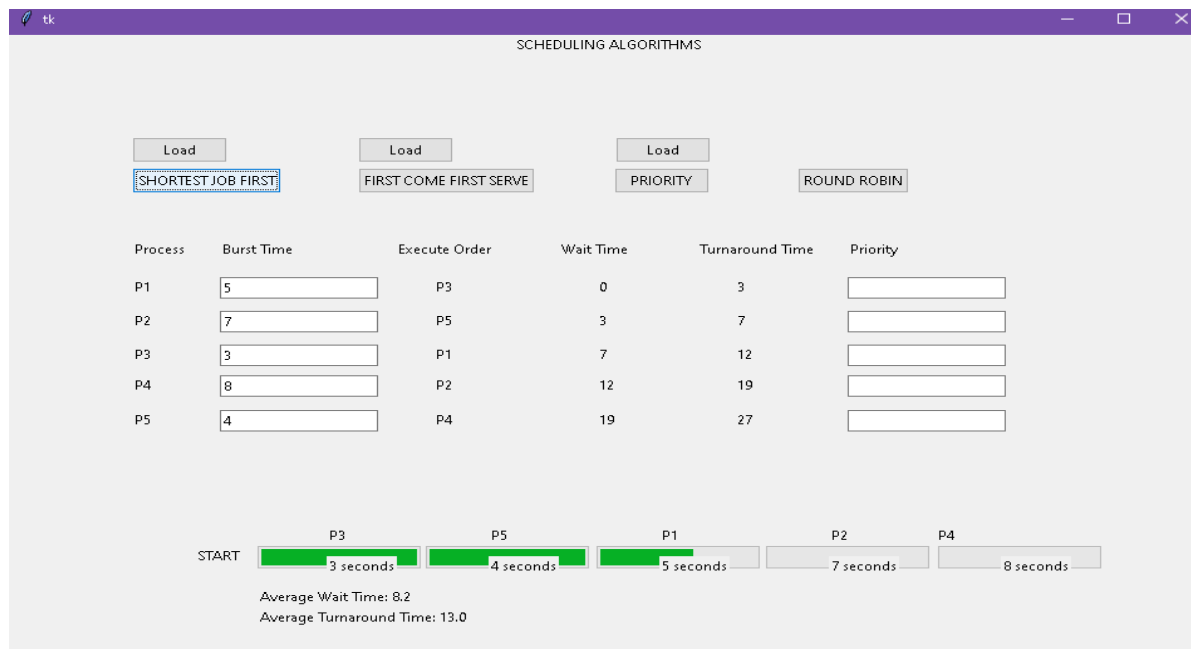 tk
SCHEDULING ALGORITHMS
Load Load Load
SHORTEST JOB FIRST FIRST COME FIRST SERVE PRIORITY ROUND ROBIN
Process Burst Time Execute Order Wait Time Turnaround Time Priority
P1 5 P3 0 3
P2 7 P5 3 7
P3 3 P1 7 12
P4 8 P2 12 19
P5 4 P4 19 27
P3 P5 P1 P2 P4
START 3 seconds 4 seconds 5 seconds 7 seconds 8 seconds
Average Wait Time: 8.2
Average Turnaround Time: 13.0